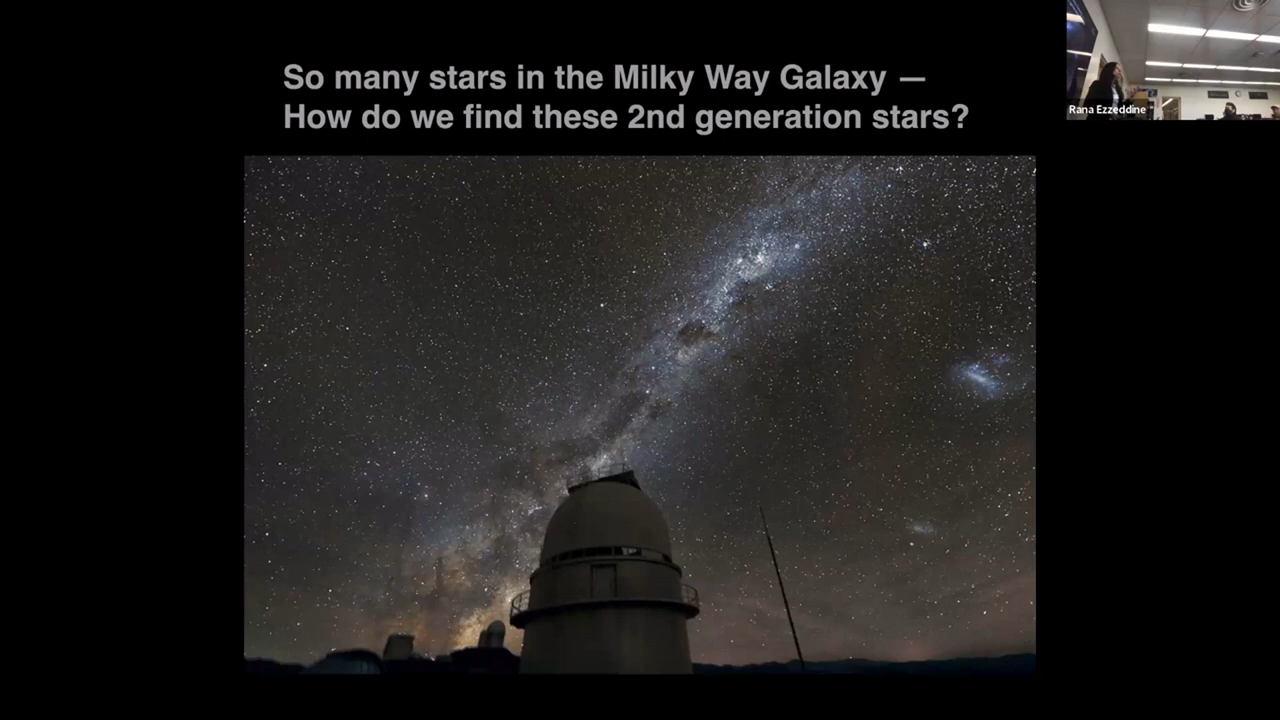 So many stars in the Milky Way Galaxy —
How do we find these 2nd generation stars?
Rana Ezzeddine